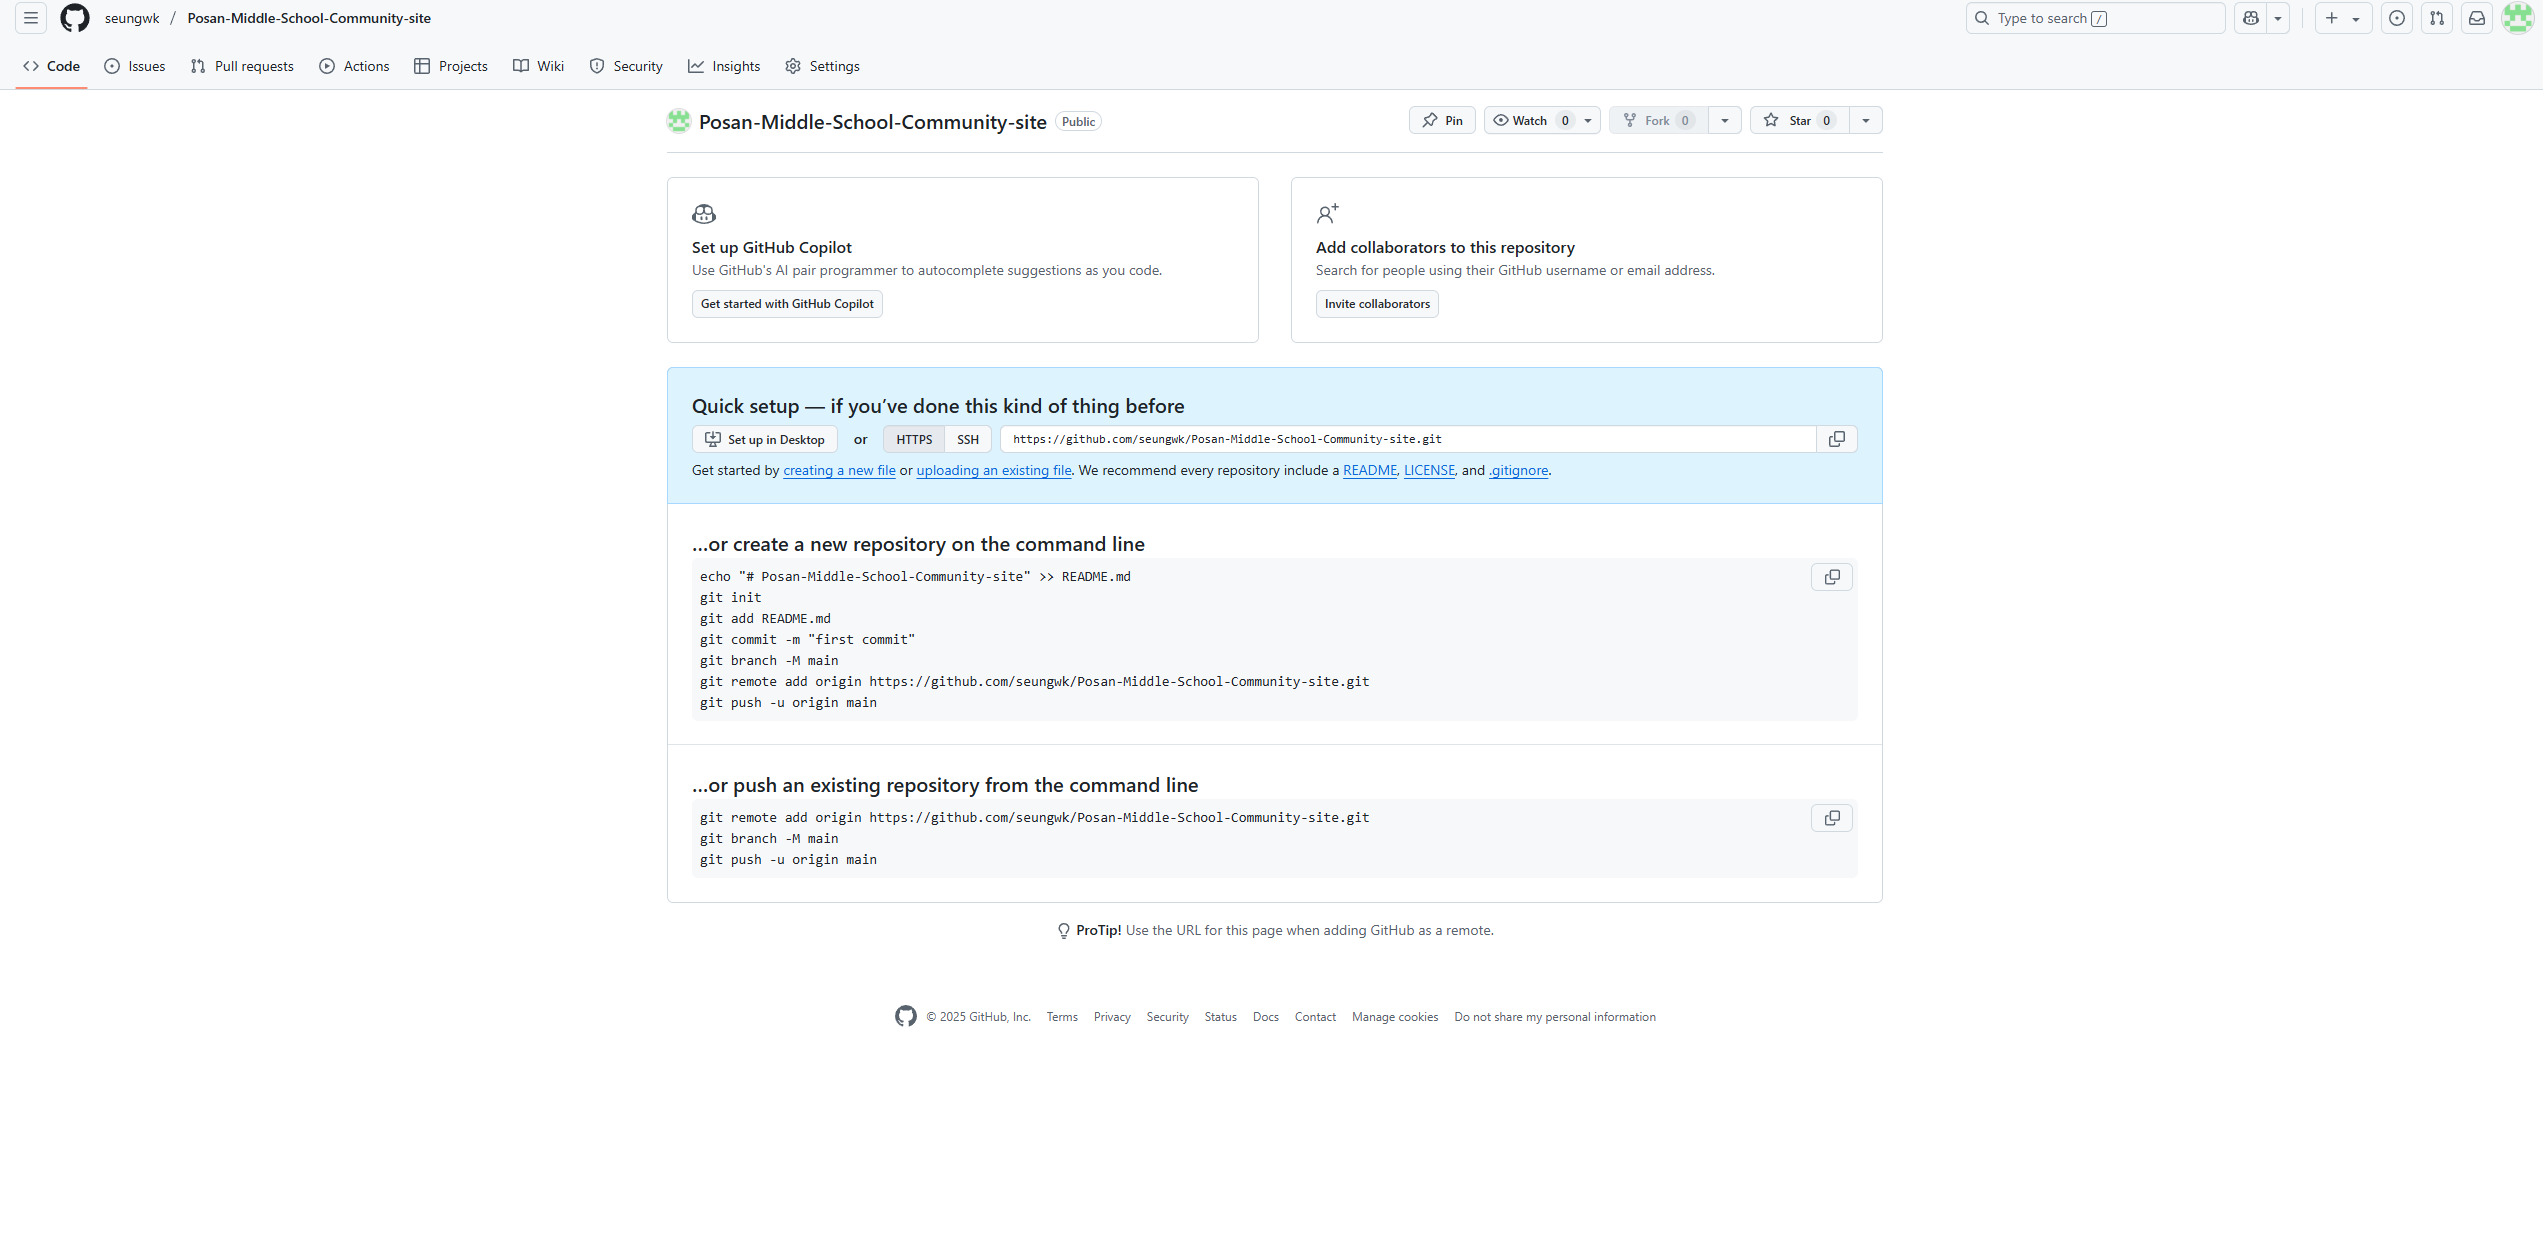 seungwk / Posan-Middle-School-Community-site
Type to search /
Code Issues Pull requests Actions Projects Wiki Security Insights Settings
Posan-Middle-School-Community-site Public
Pin Watch 0 Fork 0 Star 0
Set up GitHub Copilot
Use GitHub's AI pair programmer to autocomplete suggestions as you code.
Get started with GitHub Copilot
Add collaborators to this repository
Search for people using their GitHub username or email address.
Invite collaborators
Quick setup — if you’ve done this kind of thing before
Set up in Desktop or HTTPS SSH https://github.com/seungwk/Posan-Middle-School-Community-site.git
Get started by creating a new file or uploading an existing file. We recommend every repository include a README, LICENSE, and .gitignore.
…or create a new repository on the command line
echo "# Posan-Middle-School-Community-site" >> README.md
git init
git add README.md
git commit -m "first commit"
git branch -M main
git remote add origin https://github.com/seungwk/Posan-Middle-School-Community-site.git
git push -u origin main
…or push an existing repository from the command line
git remote add origin https://github.com/seungwk/Posan-Middle-School-Community-site.git
git branch -M main
git push -u origin main
ProTip! Use the URL for this page when adding GitHub as a remote.
© 2025 GitHub, Inc. Terms Privacy Security Status Docs Contact Manage cookies Do not share my personal information